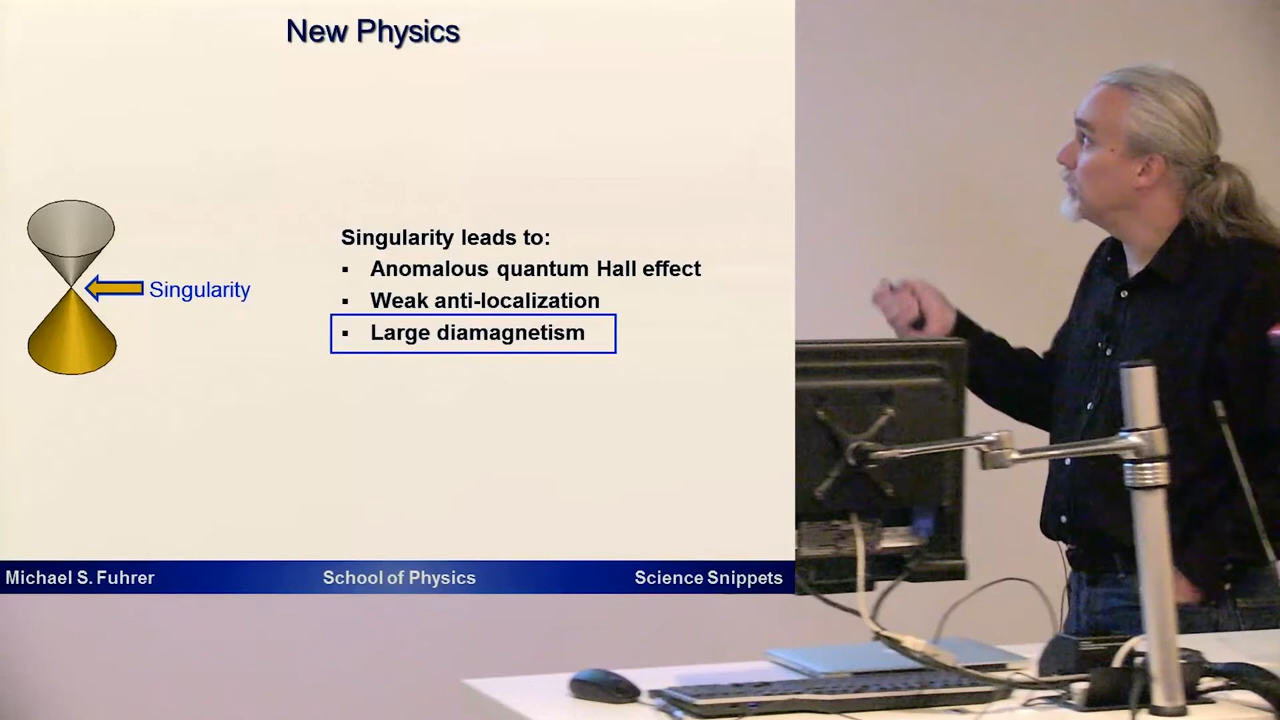 New Physics
Singularity leads to:
▪ Anomalous quantum Hall effect
Singularity
▪ Weak anti-localization
▪ Large diamagnetism
Michael S. Fuhrer School of Physics Science Snippets